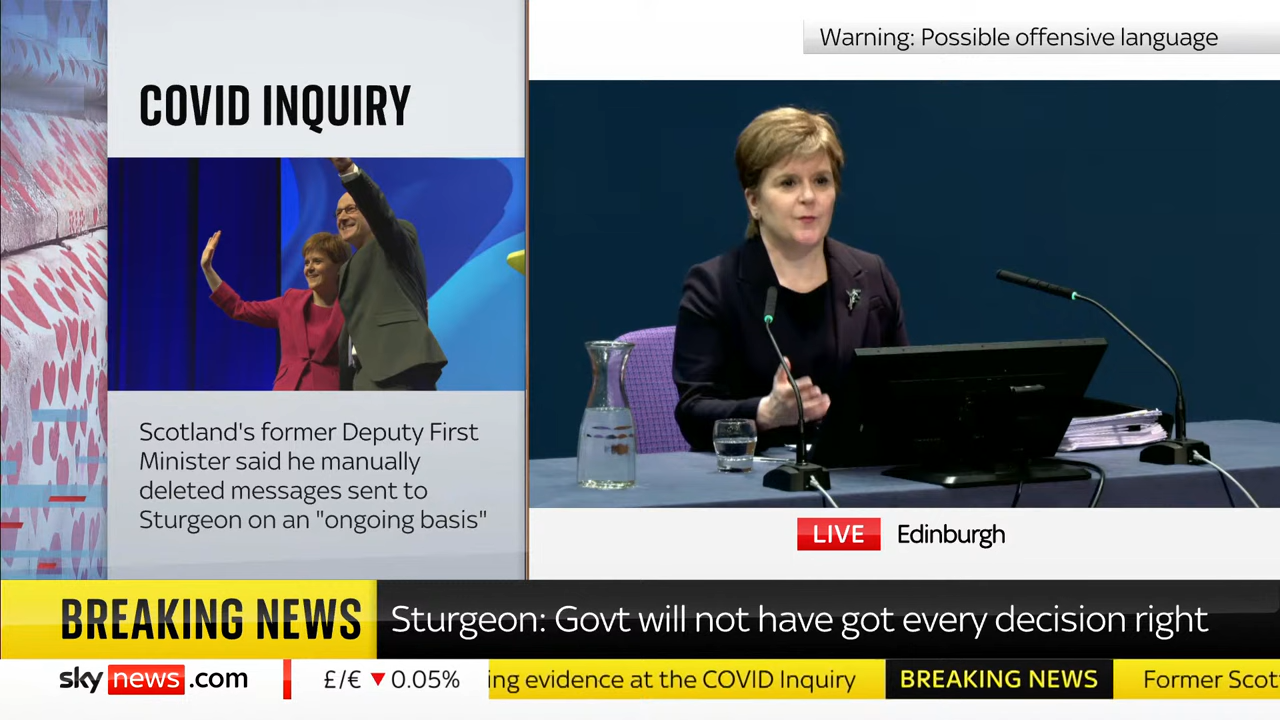 Warning: Possible offensive language
COVID INQUIRY
Scotland's former Deputy First
Minister said he manually
deleted messages sent to
Sturgeon on an "ongoing basis"
LIVE Edinburgh
BREAKING NEWS Sturgeon: Govt will not have got every decision right
sky news.com £/€ ▼0.05% ing evidence at the COVID Inquiry BREAKING NEWS Former Scot